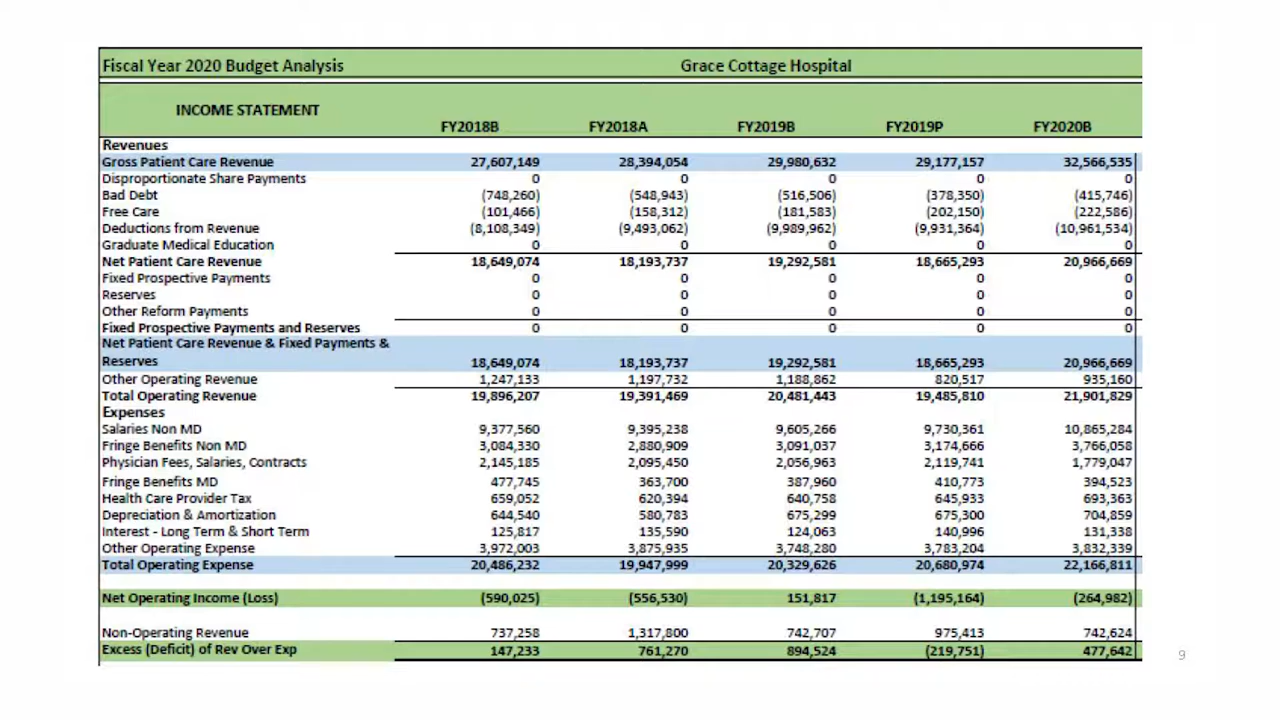 Fiscal Year 2020 Budget Analysis Grace Cottage Hospital
INCOME STATEMENT
FY2018B FY2018A FY2019B FY2019P FY2020B
Revenues
Gross Patient Care Revenue 27,607,149 28,394,054 29,980,632 29,177,157 32,566,535
Disproportionate Share Payments 0 0 0 0 0
Bad Debt (748,260) (548,943) (516,506) (378,350) (415,746)
Free Care (101,466) (158,312) (181,583) (202,150) (222,586)
Deductions from Revenue (8,108,349) (9,493,062) (9,989,962) (9,931,364) (10,961,534)
Graduate Medical Education 0 0 0 0 0
Net Patient Care Revenue 18,649,074 18,193,737 19,292,581 18,665,293 20,966,669
Fixed Prospective Payments 0 0 0 0 0
Reserves 0 0 0 0 0
Other Reform Payments 0 0 0 0 0
Fixed Prospective Payments and Reserves 0 0 0 0 0
Net Patient Care Revenue & Fixed Payments &
Reserves 18,649,074 18,193,737 19,292,581 18,665,293 20,966,669
Other Operating Revenue 1,247,133 1,197,732 1,188,862 820,517 935,160
Total Operating Revenue 19,896,207 19,391,469 20,481,443 19,485,810 21,901,829
Expenses
Salaries Non MD 9,377,560 9,395,238 9,605,266 9,730,361 10,865,284
Fringe Benefits Non MD 3,084,330 2,880,909 3,091,037 3,174,666 3,766,058
Physician Fees, Salaries, Contracts 2,145,185 2,095,450 2,056,963 2,119,741 1,779,047
Fringe Benefits MD 477,745 363,700 387,960 410,773 394,523
Health Care Provider Tax 659,052 620,394 640,758 645,933 693,363
Depreciation & Amortization 644,540 580,783 675,299 675,300 704,859
Interest - Long Term & Short Term 125,817 135,590 124,063 140,996 131,338
Other Operating Expense 3,972,003 3,875,935 3,748,280 3,783,204 3,832,339
Total Operating Expense 20,486,232 19,947,999 20,329,626 20,680,974 22,166,811
Net Operating Income (Loss) (590,025) (556,530) 151,817 (1,195,164) (264,982)
Non-Operating Revenue 737,258 1,317,800 742,707 975,413 742,624
Excess (Deficit) of Rev Over Exp 147,233 761,270 894,524 (219,751) 477,642
9